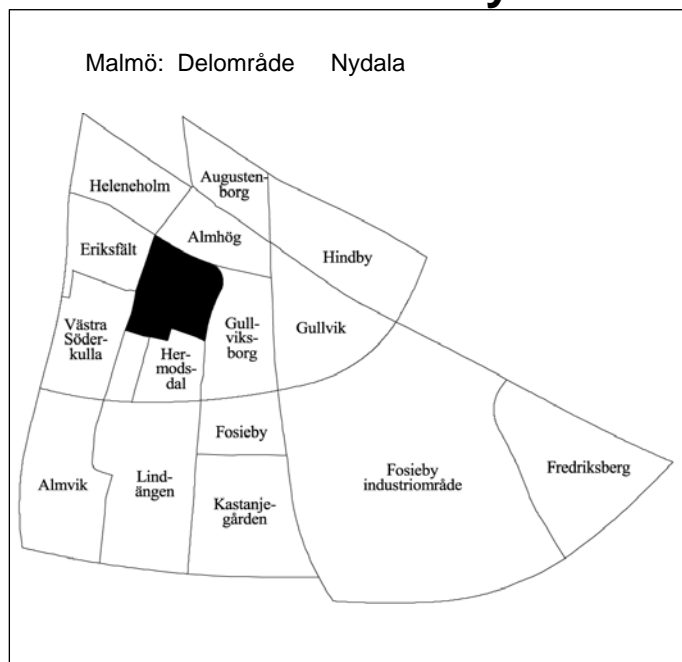 Malmö: Delområde Nydala
Augusten-
borg
Heleneholm
Almhög
Eriksfält
Hindby
Västra
Söder-
kulla
Gull-
viks-
borg
Gullvik
Her-
mods-
dal
Fosieby
Almvik
Lind-
ängen
Kastanje-
gården
Fosieby
industriområde
Fredriksberg